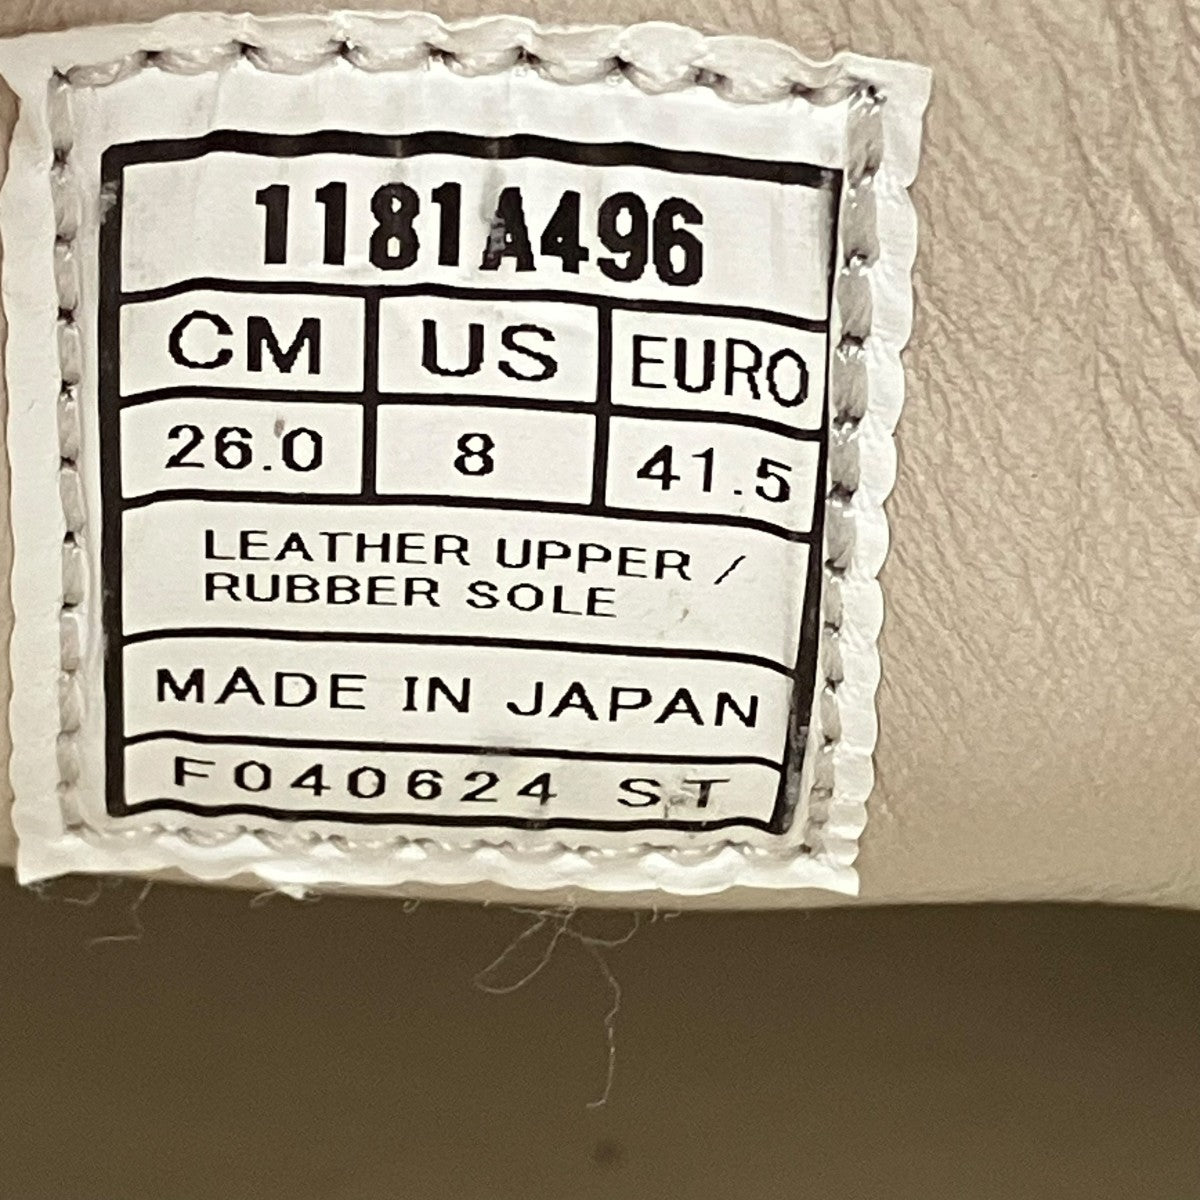 1181A496
CM US EURO
26.0 8 41.5
LEATHER UPPER /
RUBBER SOLE
MADE IN JAPAN
F040624 ST